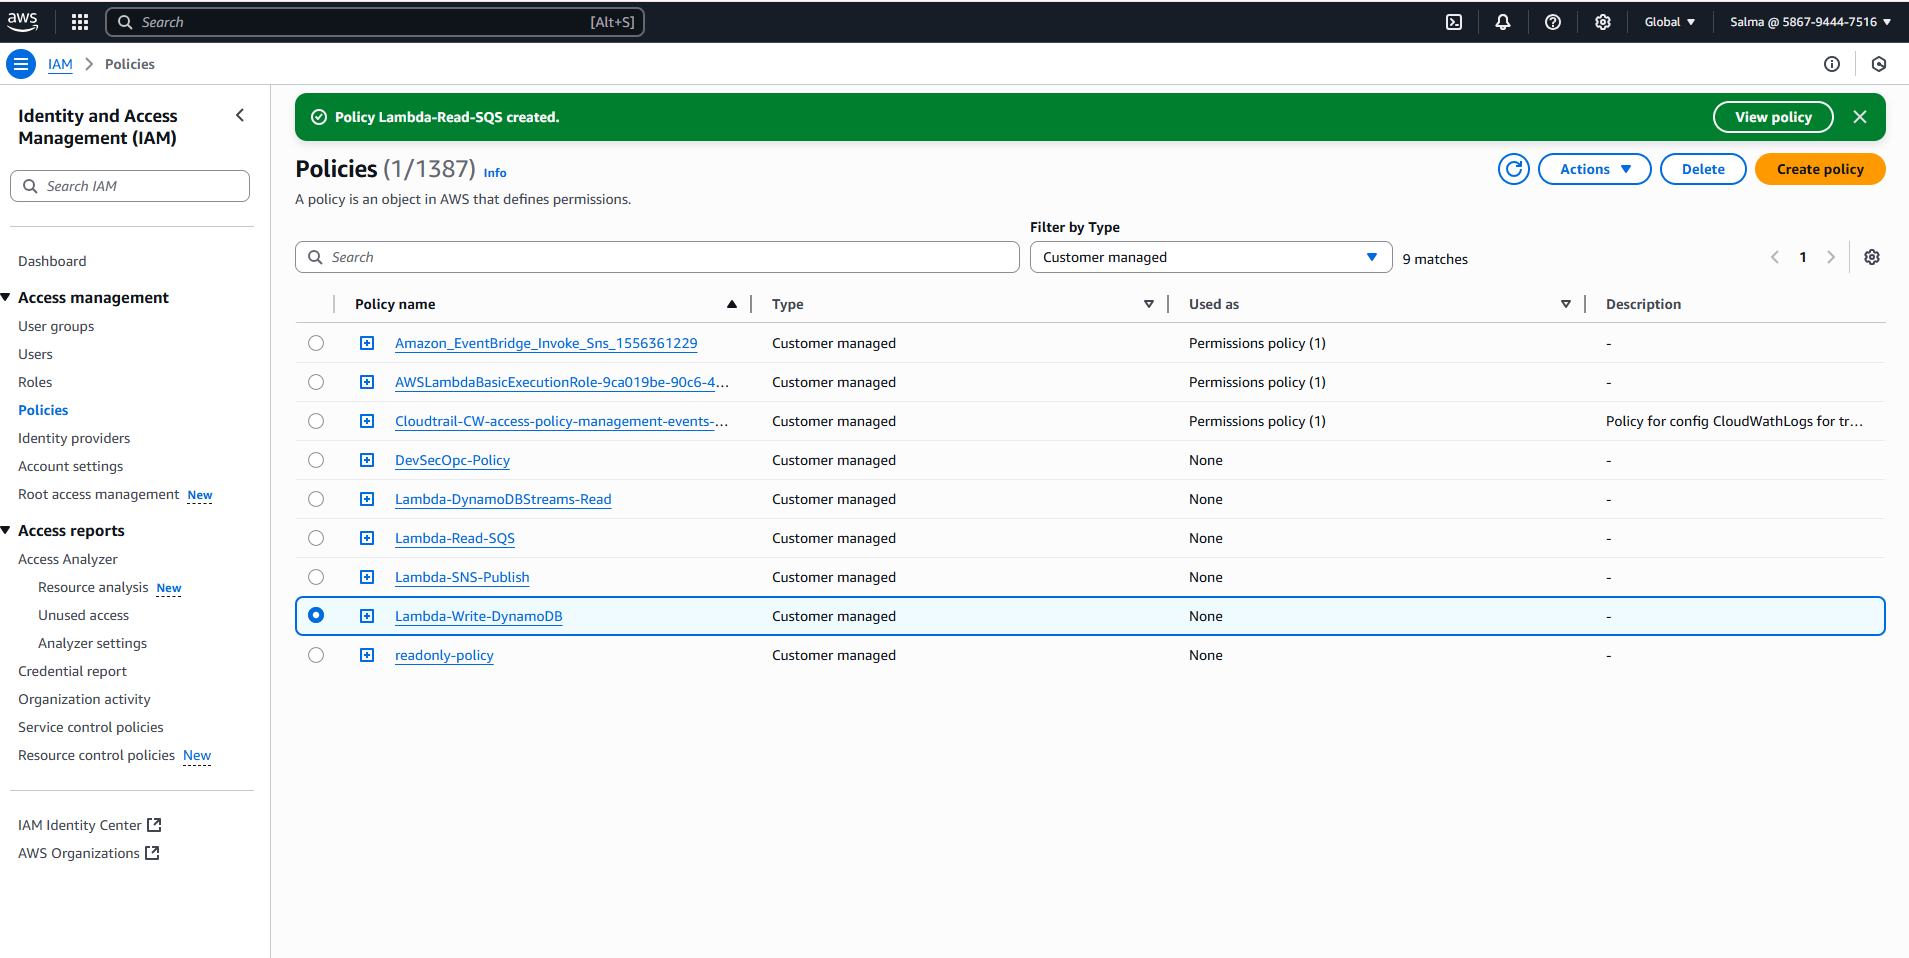 aws
Search [Alt+S] Global Salma @ 5867-9444-7516
IAM > Policies
Identity and Access
Management (IAM)
Search IAM
Dashboard
Access management
User groups
Users
Roles
Policies
Identity providers
Account settings
Root access management New
Access reports
Access Analyzer
Resource analysis New
Unused access
Analyzer settings
Credential report
Organization activity
Service control policies
Resource control policies New
IAM Identity Center
AWS Organizations
Policy Lambda-Read-SQS created. View policy
Policies (1/1387) Info Actions Delete Create policy
A policy is an object in AWS that defines permissions.
Filter by Type
Search Customer managed 9 matches 1
Policy name Type Used as Description
Amazon_EventBridge_Invoke_Sns_1556361229 Customer managed Permissions policy (1) -
AWSLambdaBasicExecutionRole-9ca019be-90c6-4... Customer managed Permissions policy (1) -
Cloudtrail-CW-access-policy-management-events-... Customer managed Permissions policy (1) Policy for config CloudWathLogs for tr...
DevSecOpc-Policy Customer managed None -
Lambda-DynamoDBStreams-Read Customer managed None -
Lambda-Read-SQS Customer managed None -
Lambda-SNS-Publish Customer managed None -
Lambda-Write-DynamoDB Customer managed None -
readonly-policy Customer managed None -